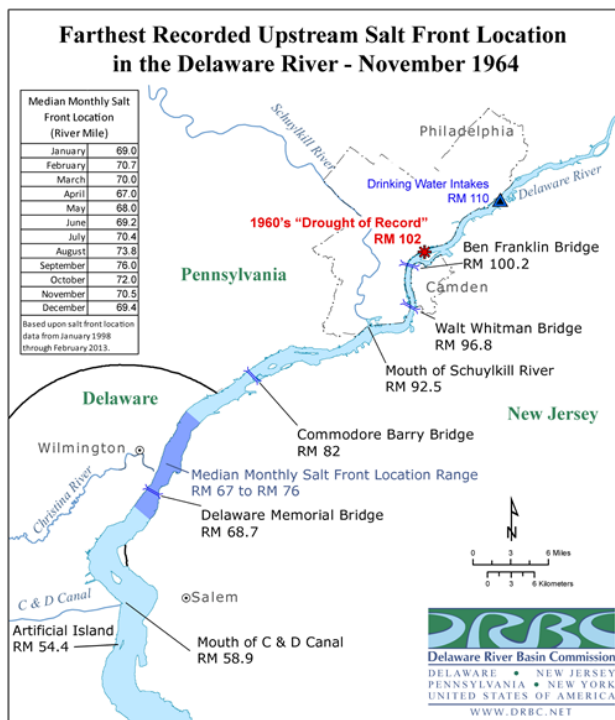 Farthest Recorded Upstream Salt Front Location
in the Delaware River - November 1964
Median Monthly Salt
Front Location
(River Mile)
January 69.0
February 70.7
March 70.0
April 67.0
May 68.0
June 69.2
July 70.4
August 73.8
September 76.0
October 72.0
November 70.5
December 69.4
Based upon salt front location
data from January 1998
through February 2013.
Schuylkill River
Philadelphia
Drinking Water Intakes
RM 110
Delaware River
1960's “Drought of Record”
RM 102
Ben Franklin Bridge
RM 100.2
Pennsylvania
Camden
Walt Whitman Bridge
RM 96.8
Mouth of Schuylkill River
RM 92.5
Delaware
New Jersey
Commodore Barry Bridge
RM 82
Wilmington
Median Monthly Salt Front Location Range
RM 67 to RM 76
Christina River
Delaware Memorial Bridge
RM 68.7
N
0 3 6 Miles
0 3 6 Kilometers
C & D Canal
Salem
Artificial Island
RM 54.4
Mouth of C & D Canal
RM 58.9
DRBC
Delaware River Basin Commission
DELAWARE • NEW JERSEY
PENNSYLVANIA • NEW YORK
UNITED STATES OF AMERICA
WWW.DRBC.NET